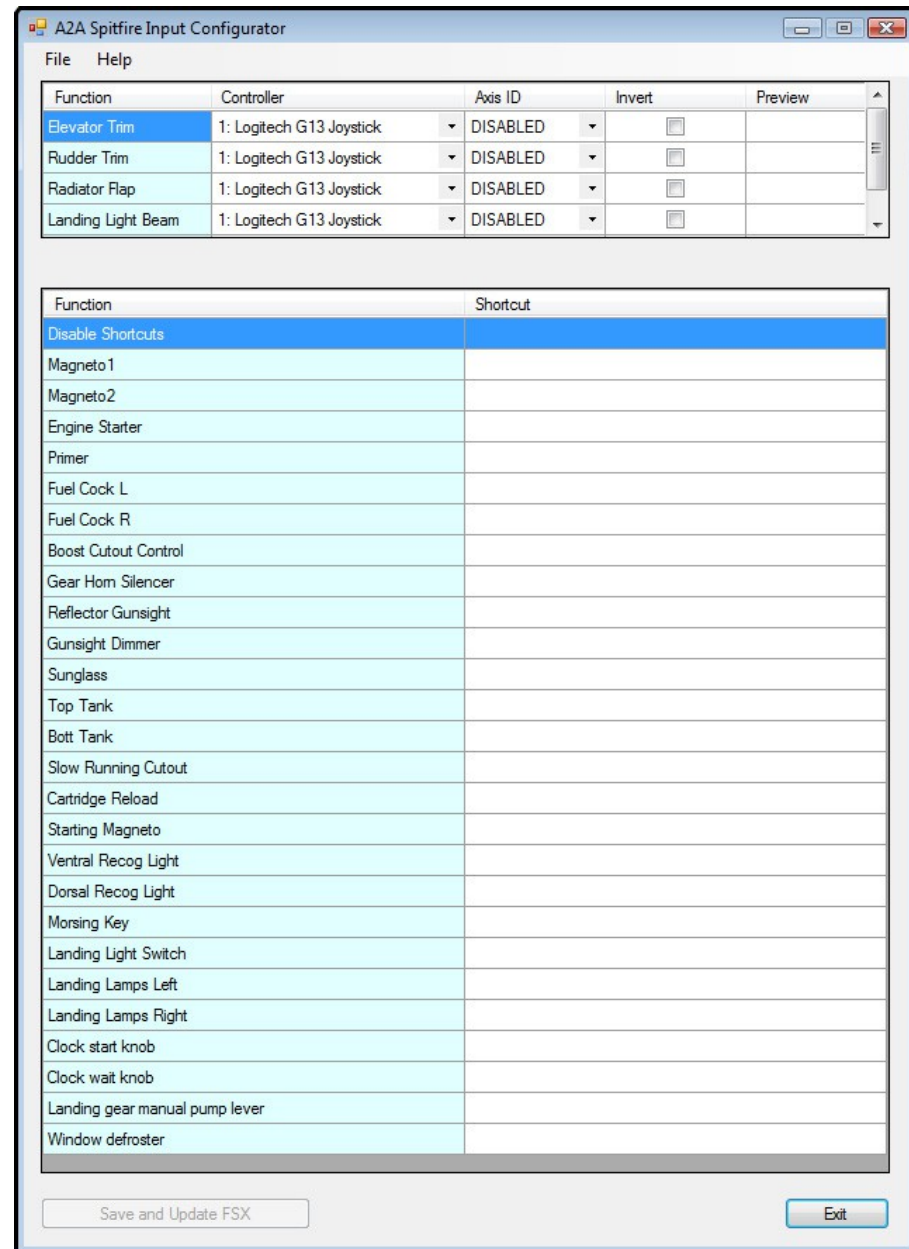 A2A Spitfire Input Configurator
File Help
Function Controller Axis ID Invert Preview
Elevator Trim 1: Logitech G13 Joystick DISABLED
Rudder Trim 1: Logitech G13 Joystick DISABLED
Radiator Flap 1: Logitech G13 Joystick DISABLED
Landing Light Beam 1: Logitech G13 Joystick DISABLED
Function Shortcut
Disable Shortcuts
Magneto1
Magneto2
Engine Starter
Primer
Fuel Cock L
Fuel Cock R
Boost Cutout Control
Gear Horn Silencer
Reflector Gunsight
Gunsight Dimmer
Sunglass
Top Tank
Bott Tank
Slow Running Cutout
Cartridge Reload
Starting Magneto
Ventral Recog Light
Dorsal Recog Light
Morsing Key
Landing Light Switch
Landing Lamps Left
Landing Lamps Right
Clock start knob
Clock wait knob
Landing gear manual pump lever
Window defroster
Save and Update FSX Exit